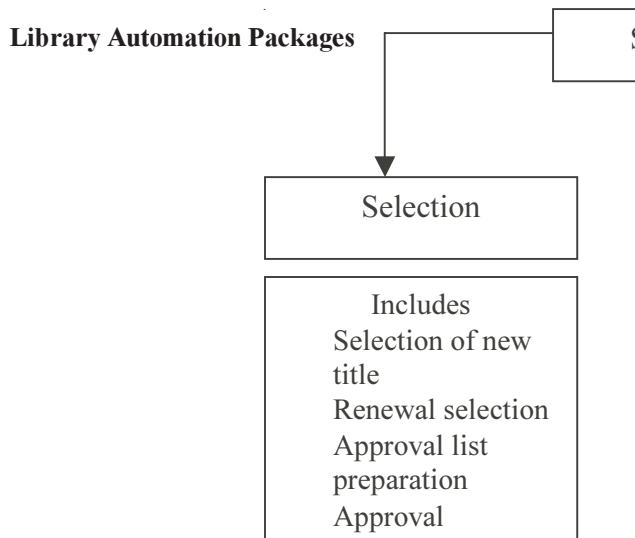 Library Automation Packages
Selection
Includes
Selection of new
title
Renewal selection
Approval list
preparation
Approval